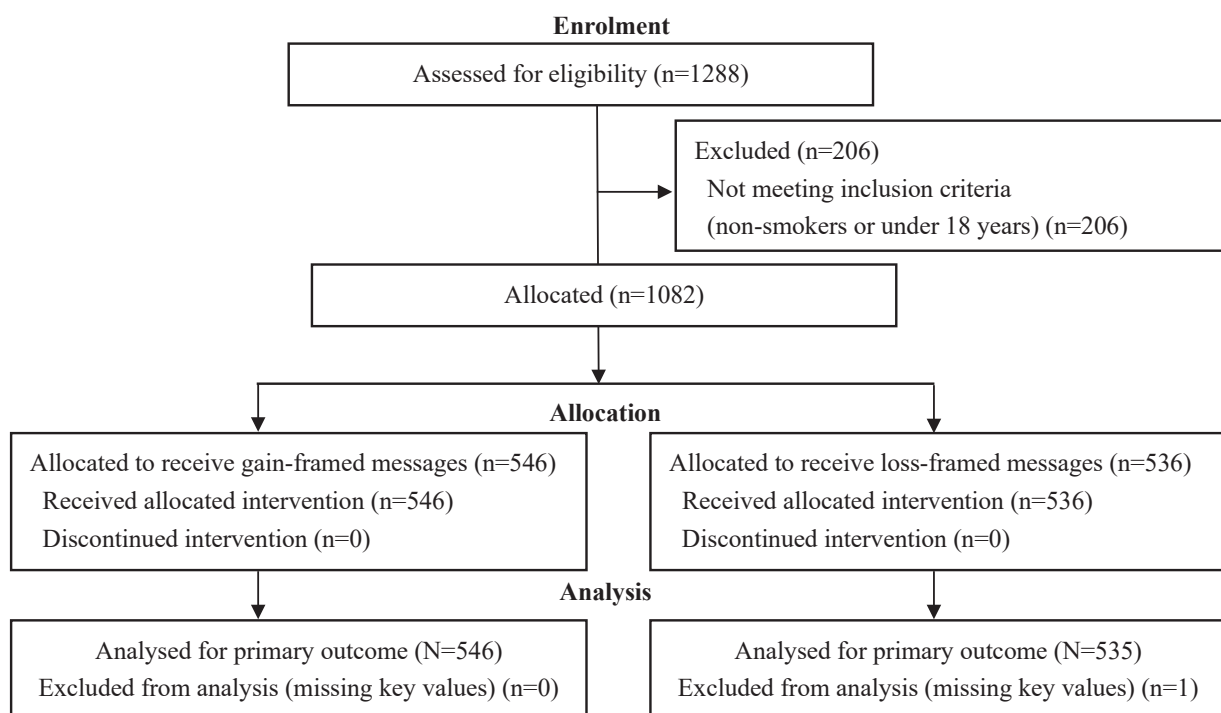 Enrolment
Assessed for eligibility (n=1288)
Excluded (n=206)
Not meeting inclusion criteria
(non-smokers or under 18 years) (n=206)
Allocated (n=1082)
Allocation
Allocated to receive gain-framed messages (n=546)
Received allocated intervention (n=546)
Discontinued intervention (n=0)
Allocated to receive loss-framed messages (n=536)
Received allocated intervention (n=536)
Discontinued intervention (n=0)
Analysis
Analysed for primary outcome (N=546)
Excluded from analysis (missing key values) (n=0)
Analysed for primary outcome (N=535)
Excluded from analysis (missing key values) (n=1)